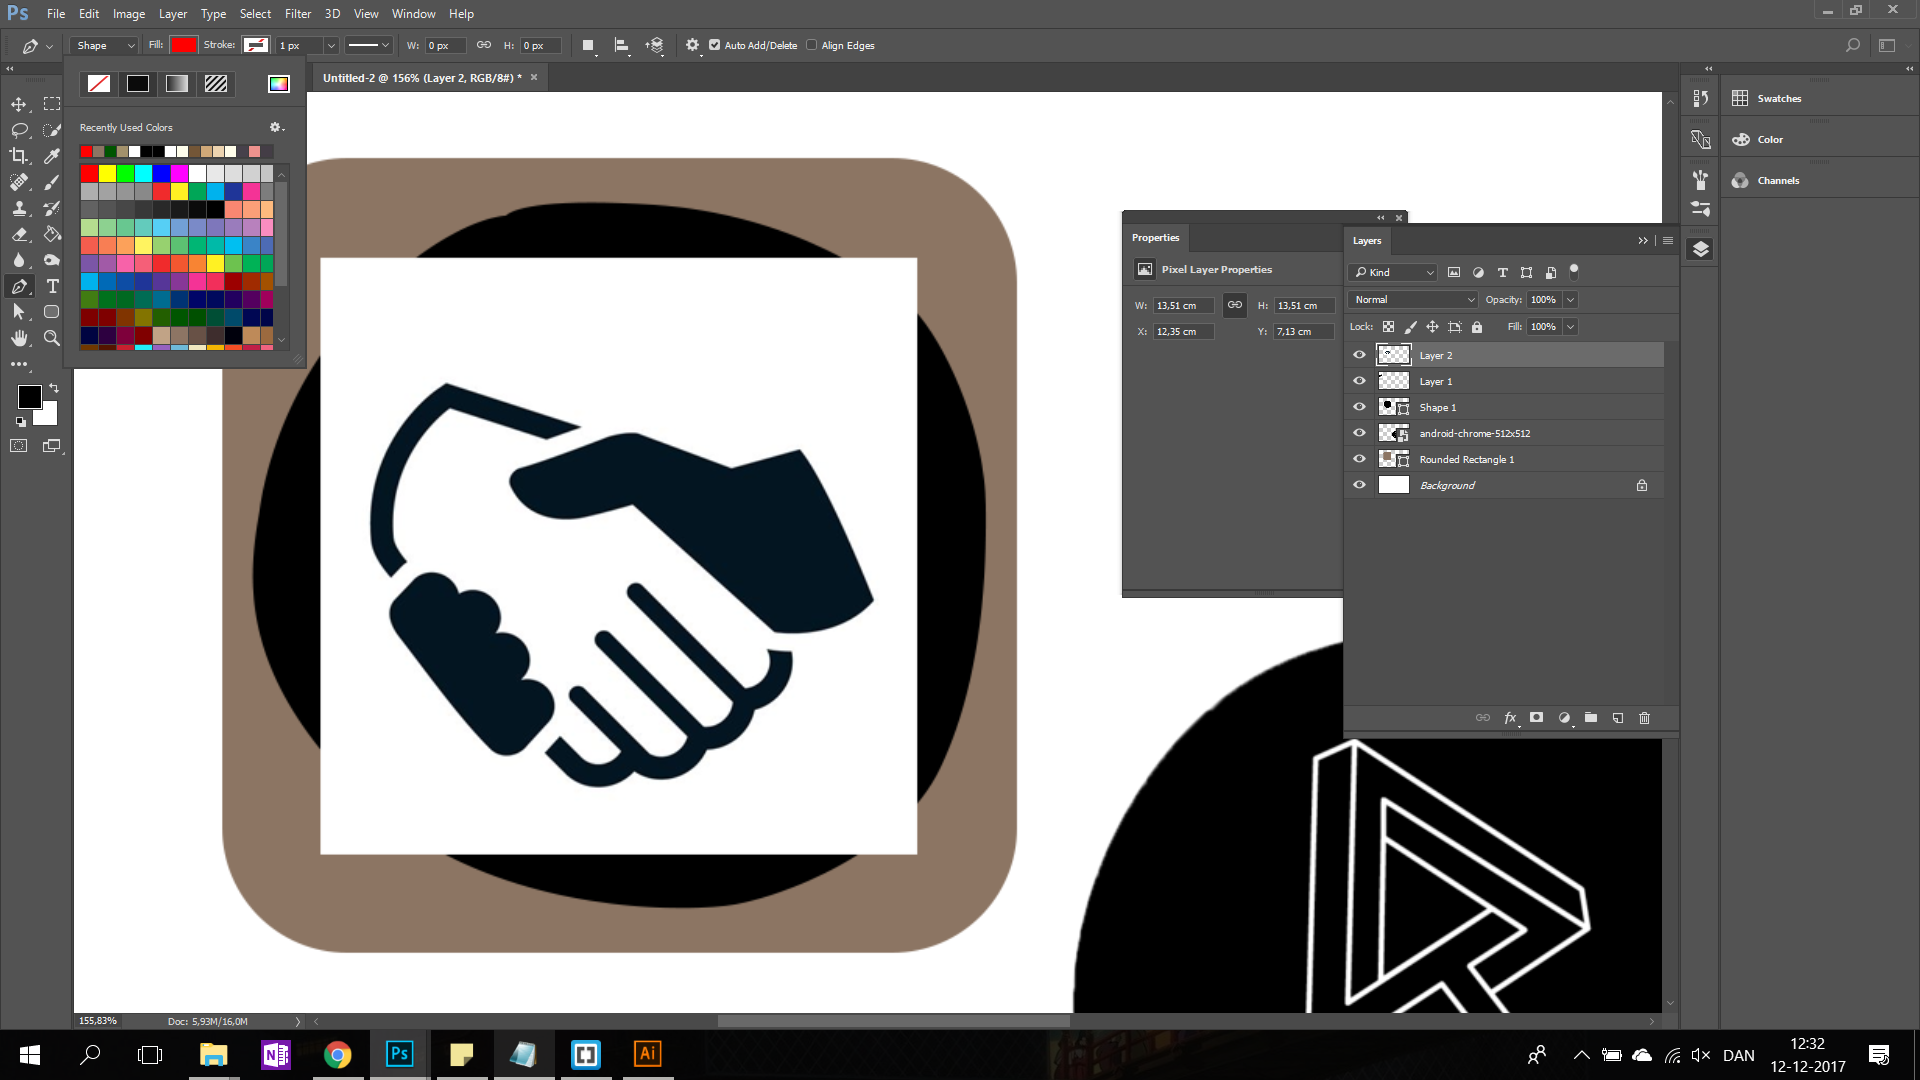 Ps File Edit Image Layer Type Select Filter 3D View Window Help
Shape Fill: Stroke: 1 px W: 0 px H: 0 px Auto Add/Delete Align Edges
Untitled-2 @ 156% (Layer 2, RGB/8#) * ×
Recently Used Colors
Swatches
Color
Channels
Properties
Pixel Layer Properties
W: 13,51 cm H: 13,51 cm
X: 12,35 cm Y: 7,13 cm
Layers
Kind
Normal Opacity: 100%
Lock: Fill: 100%
Layer 2
Layer 1
Shape 1
android-chrome-512x512
Rounded Rectangle 1
Background
fx
155,83% Doc: 5,93M/16,0M
N Ps Ai DAN
12:32
12-12-2017